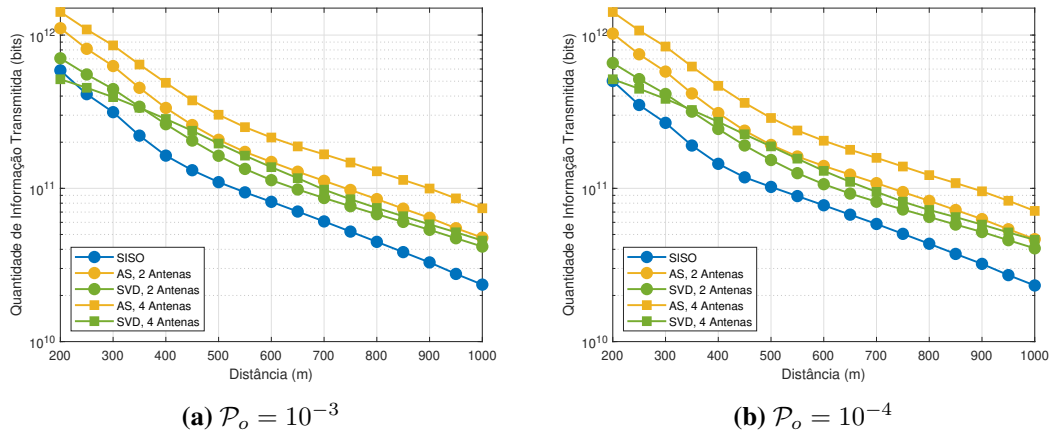 Quantidade de Informação Transmitida (bits)
10^12
10^11
10^10
SISO
AS, 2 Antenas
SVD, 2 Antenas
AS, 4 Antenas
SVD, 4 Antenas
200 300 400 500 600 700 800 900 1000
Distância (m)
(a) 𝒫_o = 10^−3
Quantidade de Informação Transmitida (bits)
10^12
10^11
10^10
SISO
AS, 2 Antenas
SVD, 2 Antenas
AS, 4 Antenas
SVD, 4 Antenas
200 300 400 500 600 700 800 900 1000
Distância (m)
(b) 𝒫_o = 10^−4